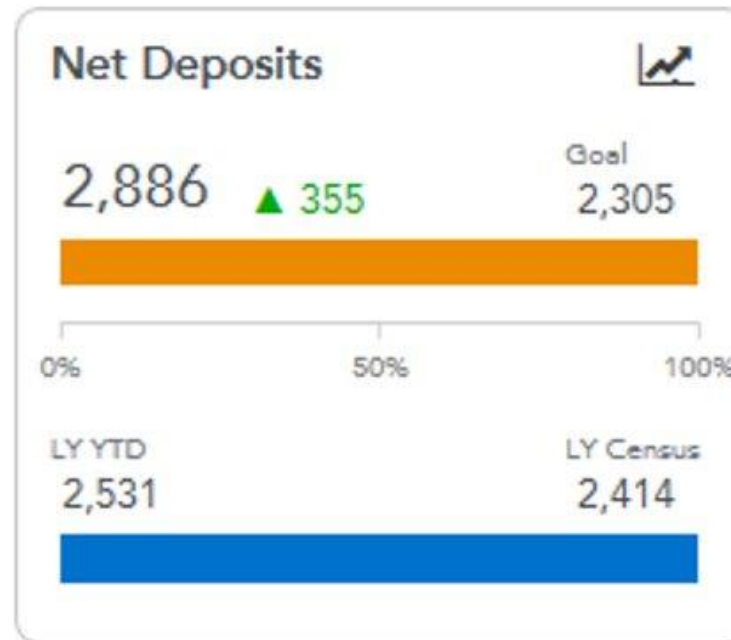 Net Deposits
Goal
2,886 ▲ 355 2,305
0% 50% 100%
LY YTD LY Census
2,531 2,414